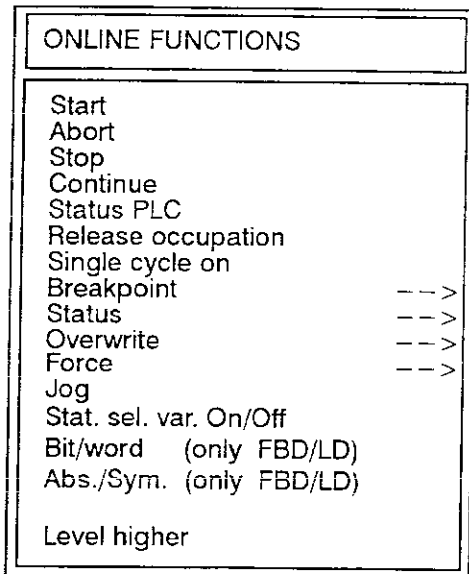 ONLINE FUNCTIONS
Start
Abort
Stop
Continue
Status PLC
Release occupation
Single cycle on
Breakpoint -->
Status -->
Overwrite -->
Force -->
Jog
Stat. sel. var. On/Off
Bit/word (only FBD/LD)
Abs./Sym. (only FBD/LD)
Level higher